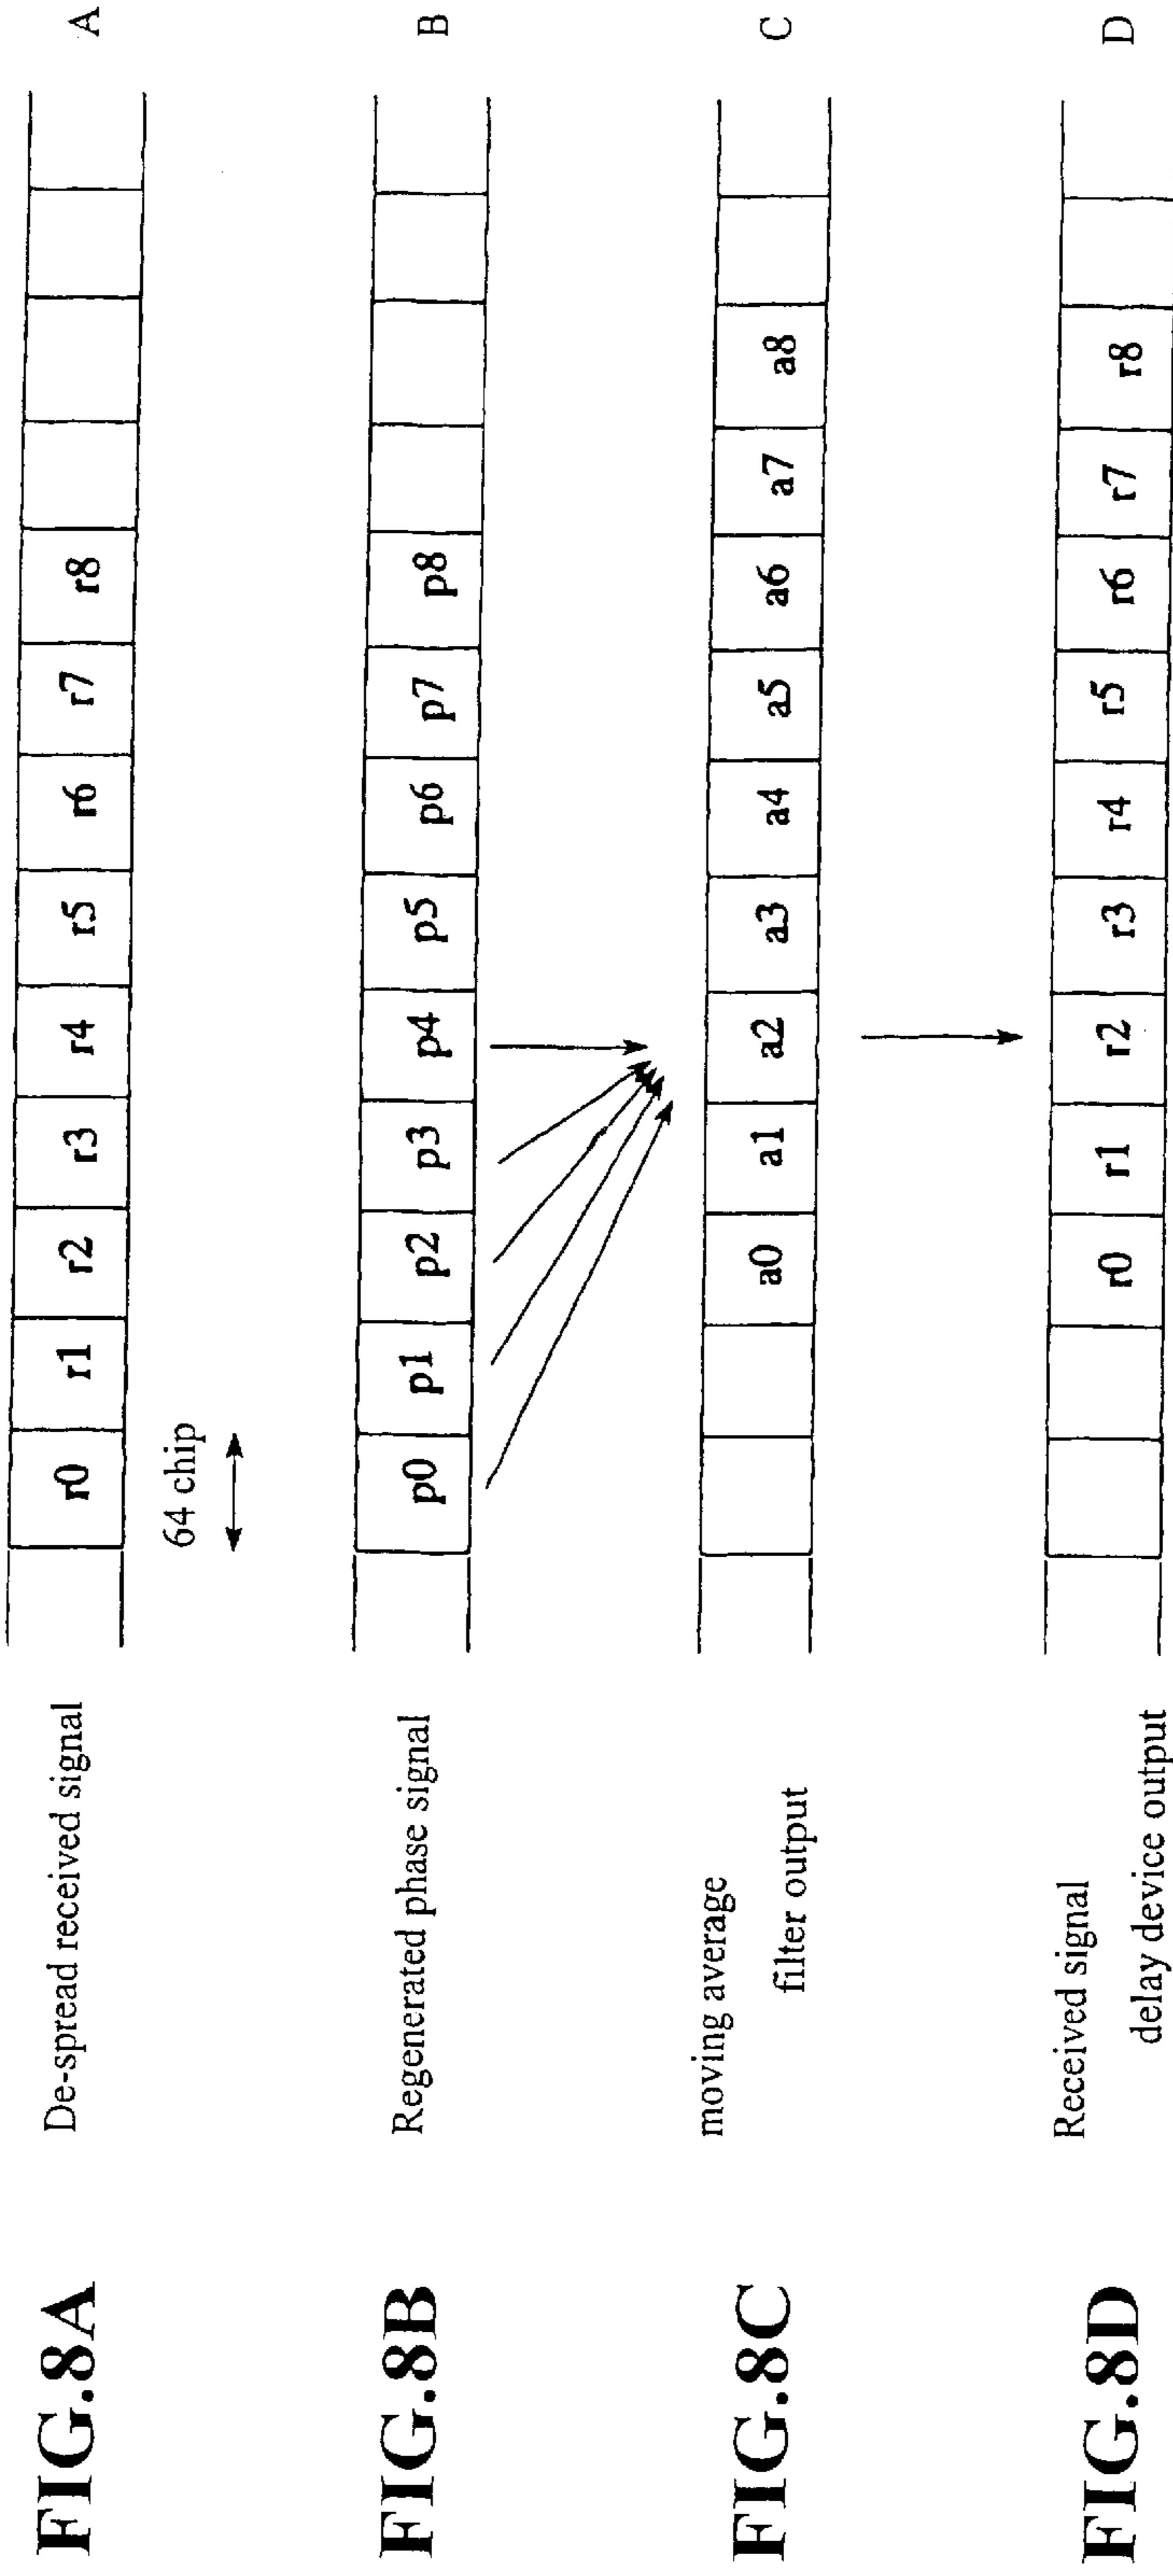 FIG.8A
De-spread received signal
r0 r1 r2 r3 r4 r5 r6 r7 r8
A
64 chip
FIG.8B
Regenerated phase signal
p0 p1 p2 p3 p4 p5 p6 p7 p8
B
FIG.8C
moving average
filter output
a0 a1 a2 a3 a4 a5 a6 a7 a8
C
FIG.8D
Received signal
delay device output
r0 r1 r2 r3 r4 r5 r6 r7 r8
D